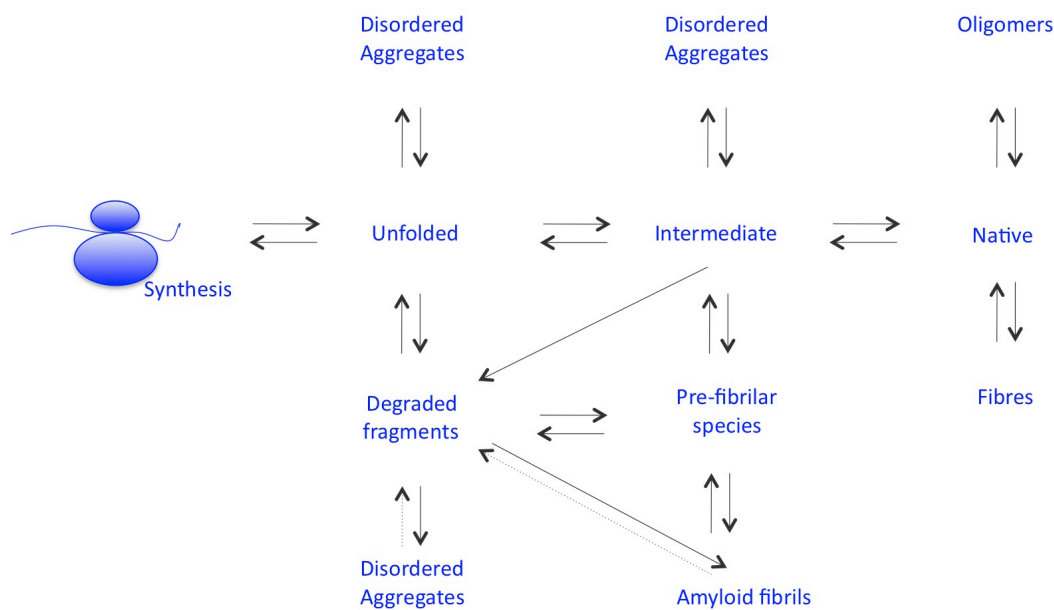 Disordered
Aggregates
Disordered
Aggregates
Oligomers
Synthesis
Unfolded
Intermediate
Native
Degraded
fragments
Pre-fibrilar
species
Fibres
Disordered
Aggregates
Amyloid fibrils